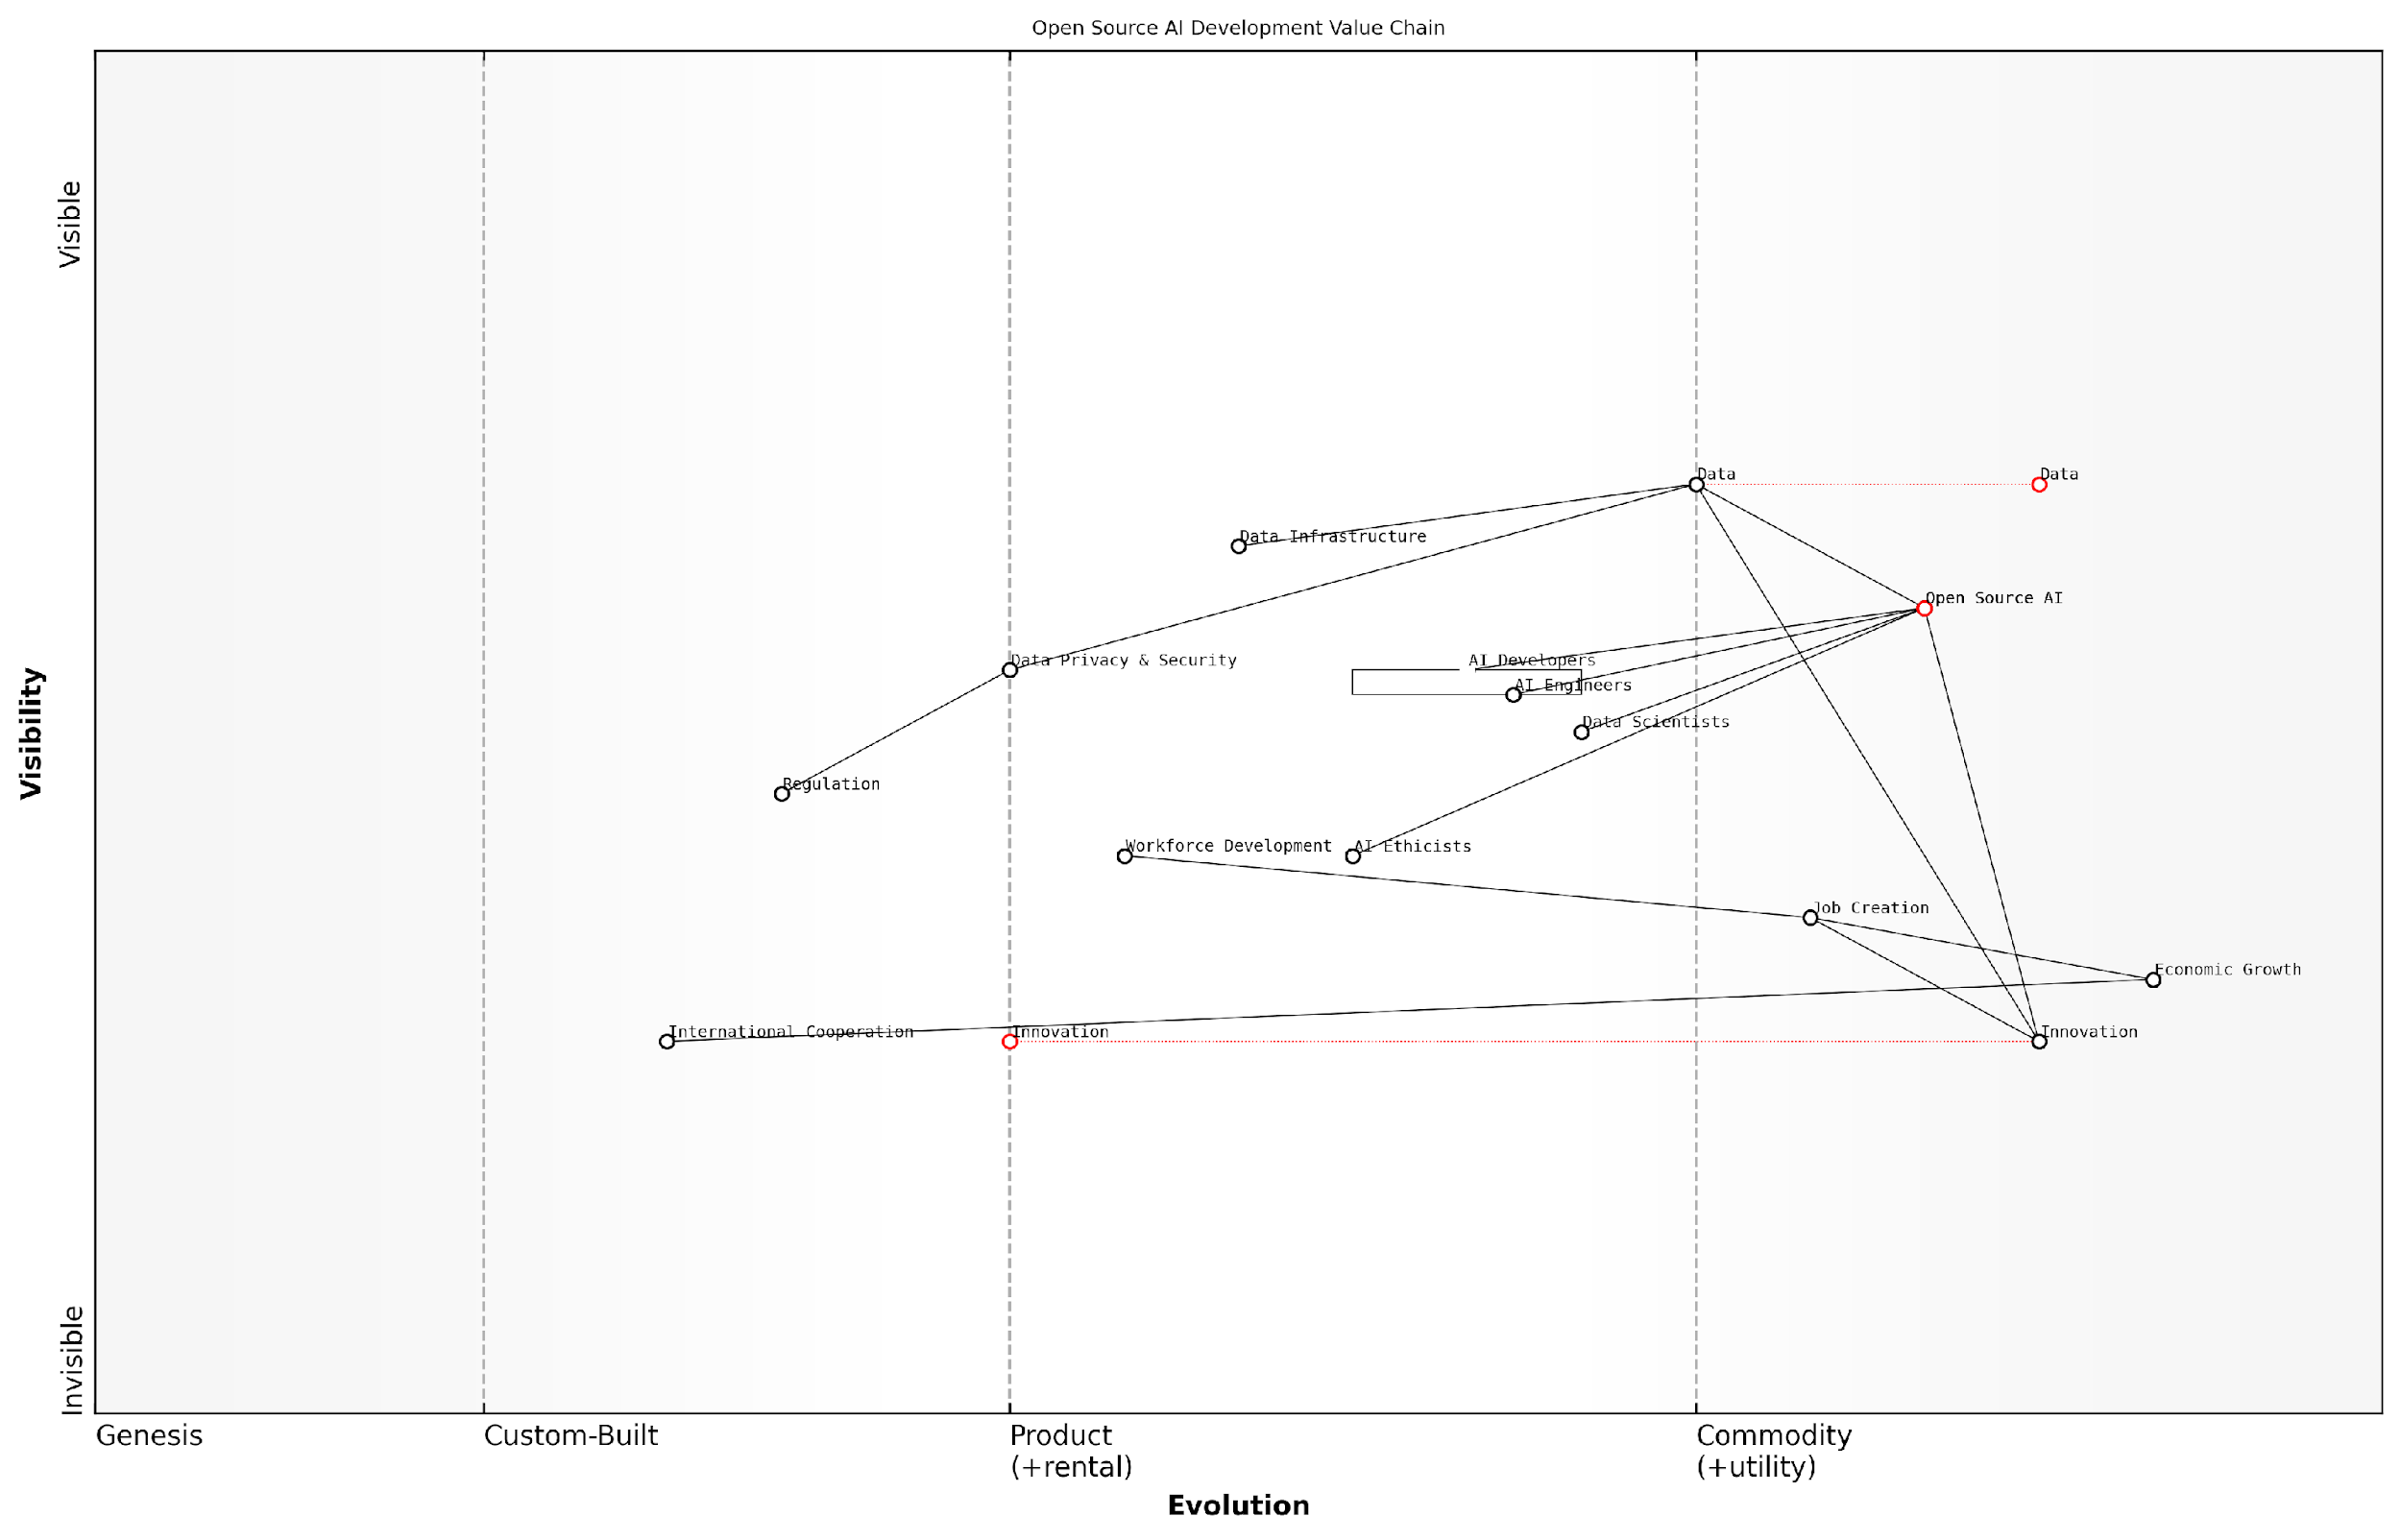 Open Source AI Development Value Chain
Visible
Data
Data
Data Infrastructure
Open Source AI
Data Privacy & Security
AI Developers
AI Engineers
Data Scientists
Visibility
Regulation
Workforce Development
AI Ethicists
Job Creation
Economic Growth
International Cooperation
Innovation
Innovation
Invisible
Genesis
Custom-Built
Product
(+rental)
Commodity
(+utility)
Evolution